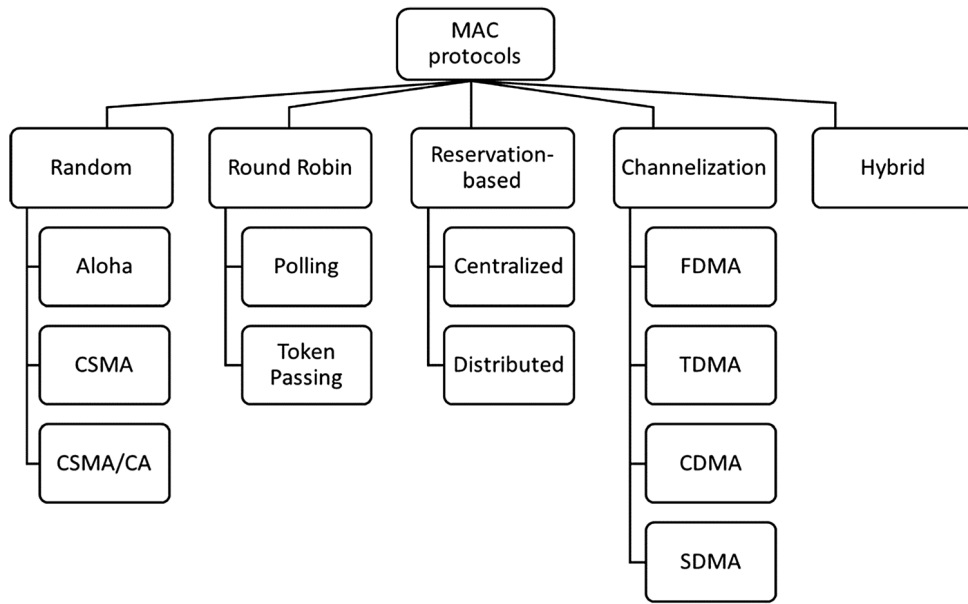 MAC
protocols
Random
Round Robin
Reservation-
based
Channelization
Hybrid
Aloha
Polling
Centralized
FDMA
CSMA
Token
Passing
Distributed
TDMA
CSMA/CA
CDMA
SDMA